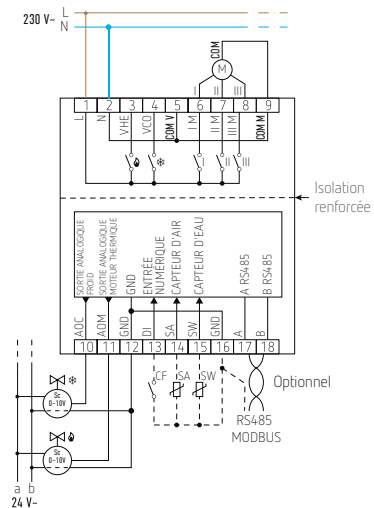 230 V~
L
N
COM
M
I
II
III
1 2 3 4 5 6 7 8 9
L
N
VHE
VCO
COM V
I M
II M
III M
COM M
I
II
III
Isolation
renforcée
SORTIE ANALOGIQUE
FROID
SORTIE ANALOGIQUE
MOTEUR THERMIQUE
GND
ENTRÉE
NUMÉRIQUE
CAPTEUR D'AIR
CAPTEUR D'EAU
A RS485
B RS485
AOC
AOM
GND
DI
SA
SW
GND
A
B
10 11 12 13 14 15 16 17 18
CF
SA
SW
Optionnel
RS485
MODBUS
Sc
0-10V
Sc
0-10V
a b
24 V~